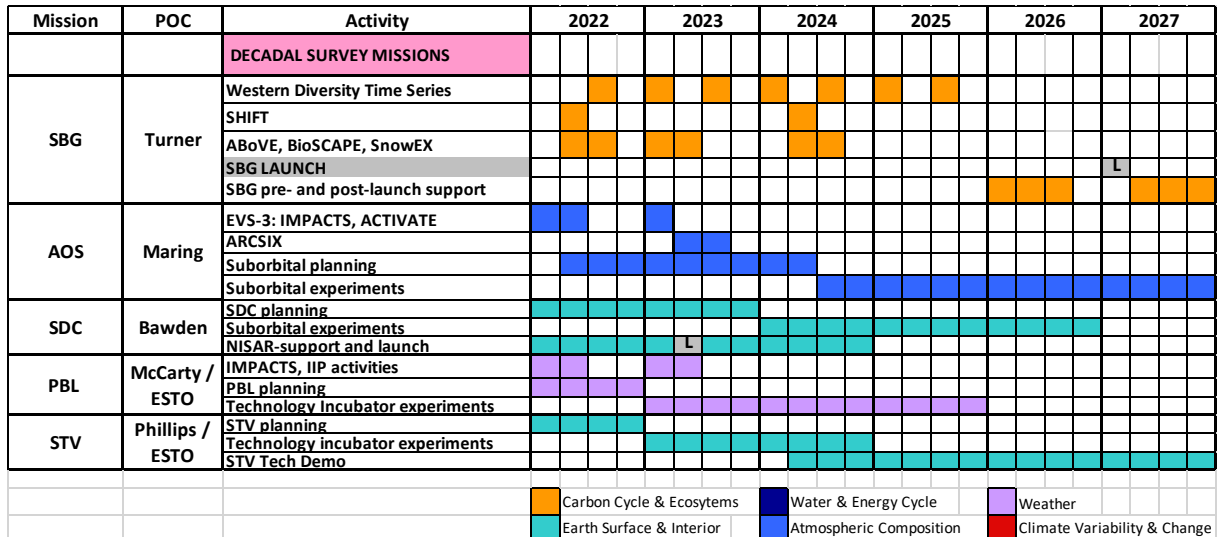 Mission POC Activity 2022 2023 2024 2025 2026 2027
DECADAL SURVEY MISSIONS
SBG
Turner
Western Diversity Time Series
SHIFT
ABoVE, BioSCAPE, SnowEX
SBG LAUNCH L
SBG pre- and post-launch support
AOS
Maring
EVS-3: IMPACTS, ACTIVATE
ARCSIX
Suborbital planning
Suborbital experiments
SDC
Bawden
SDC planning
Suborbital experiments
NISAR-support and launch L
PBL
McCarty /
ESTO
IMPACTS, IIP activities
PBL planning
Technology Incubator experiments
STV
Phillips /
ESTO
STV planning
Technology incubator experiments
STV Tech Demo
Carbon Cycle & Ecosytems Water & Energy Cycle Weather
Earth Surface & Interior Atmospheric Composition Climate Variability & Change